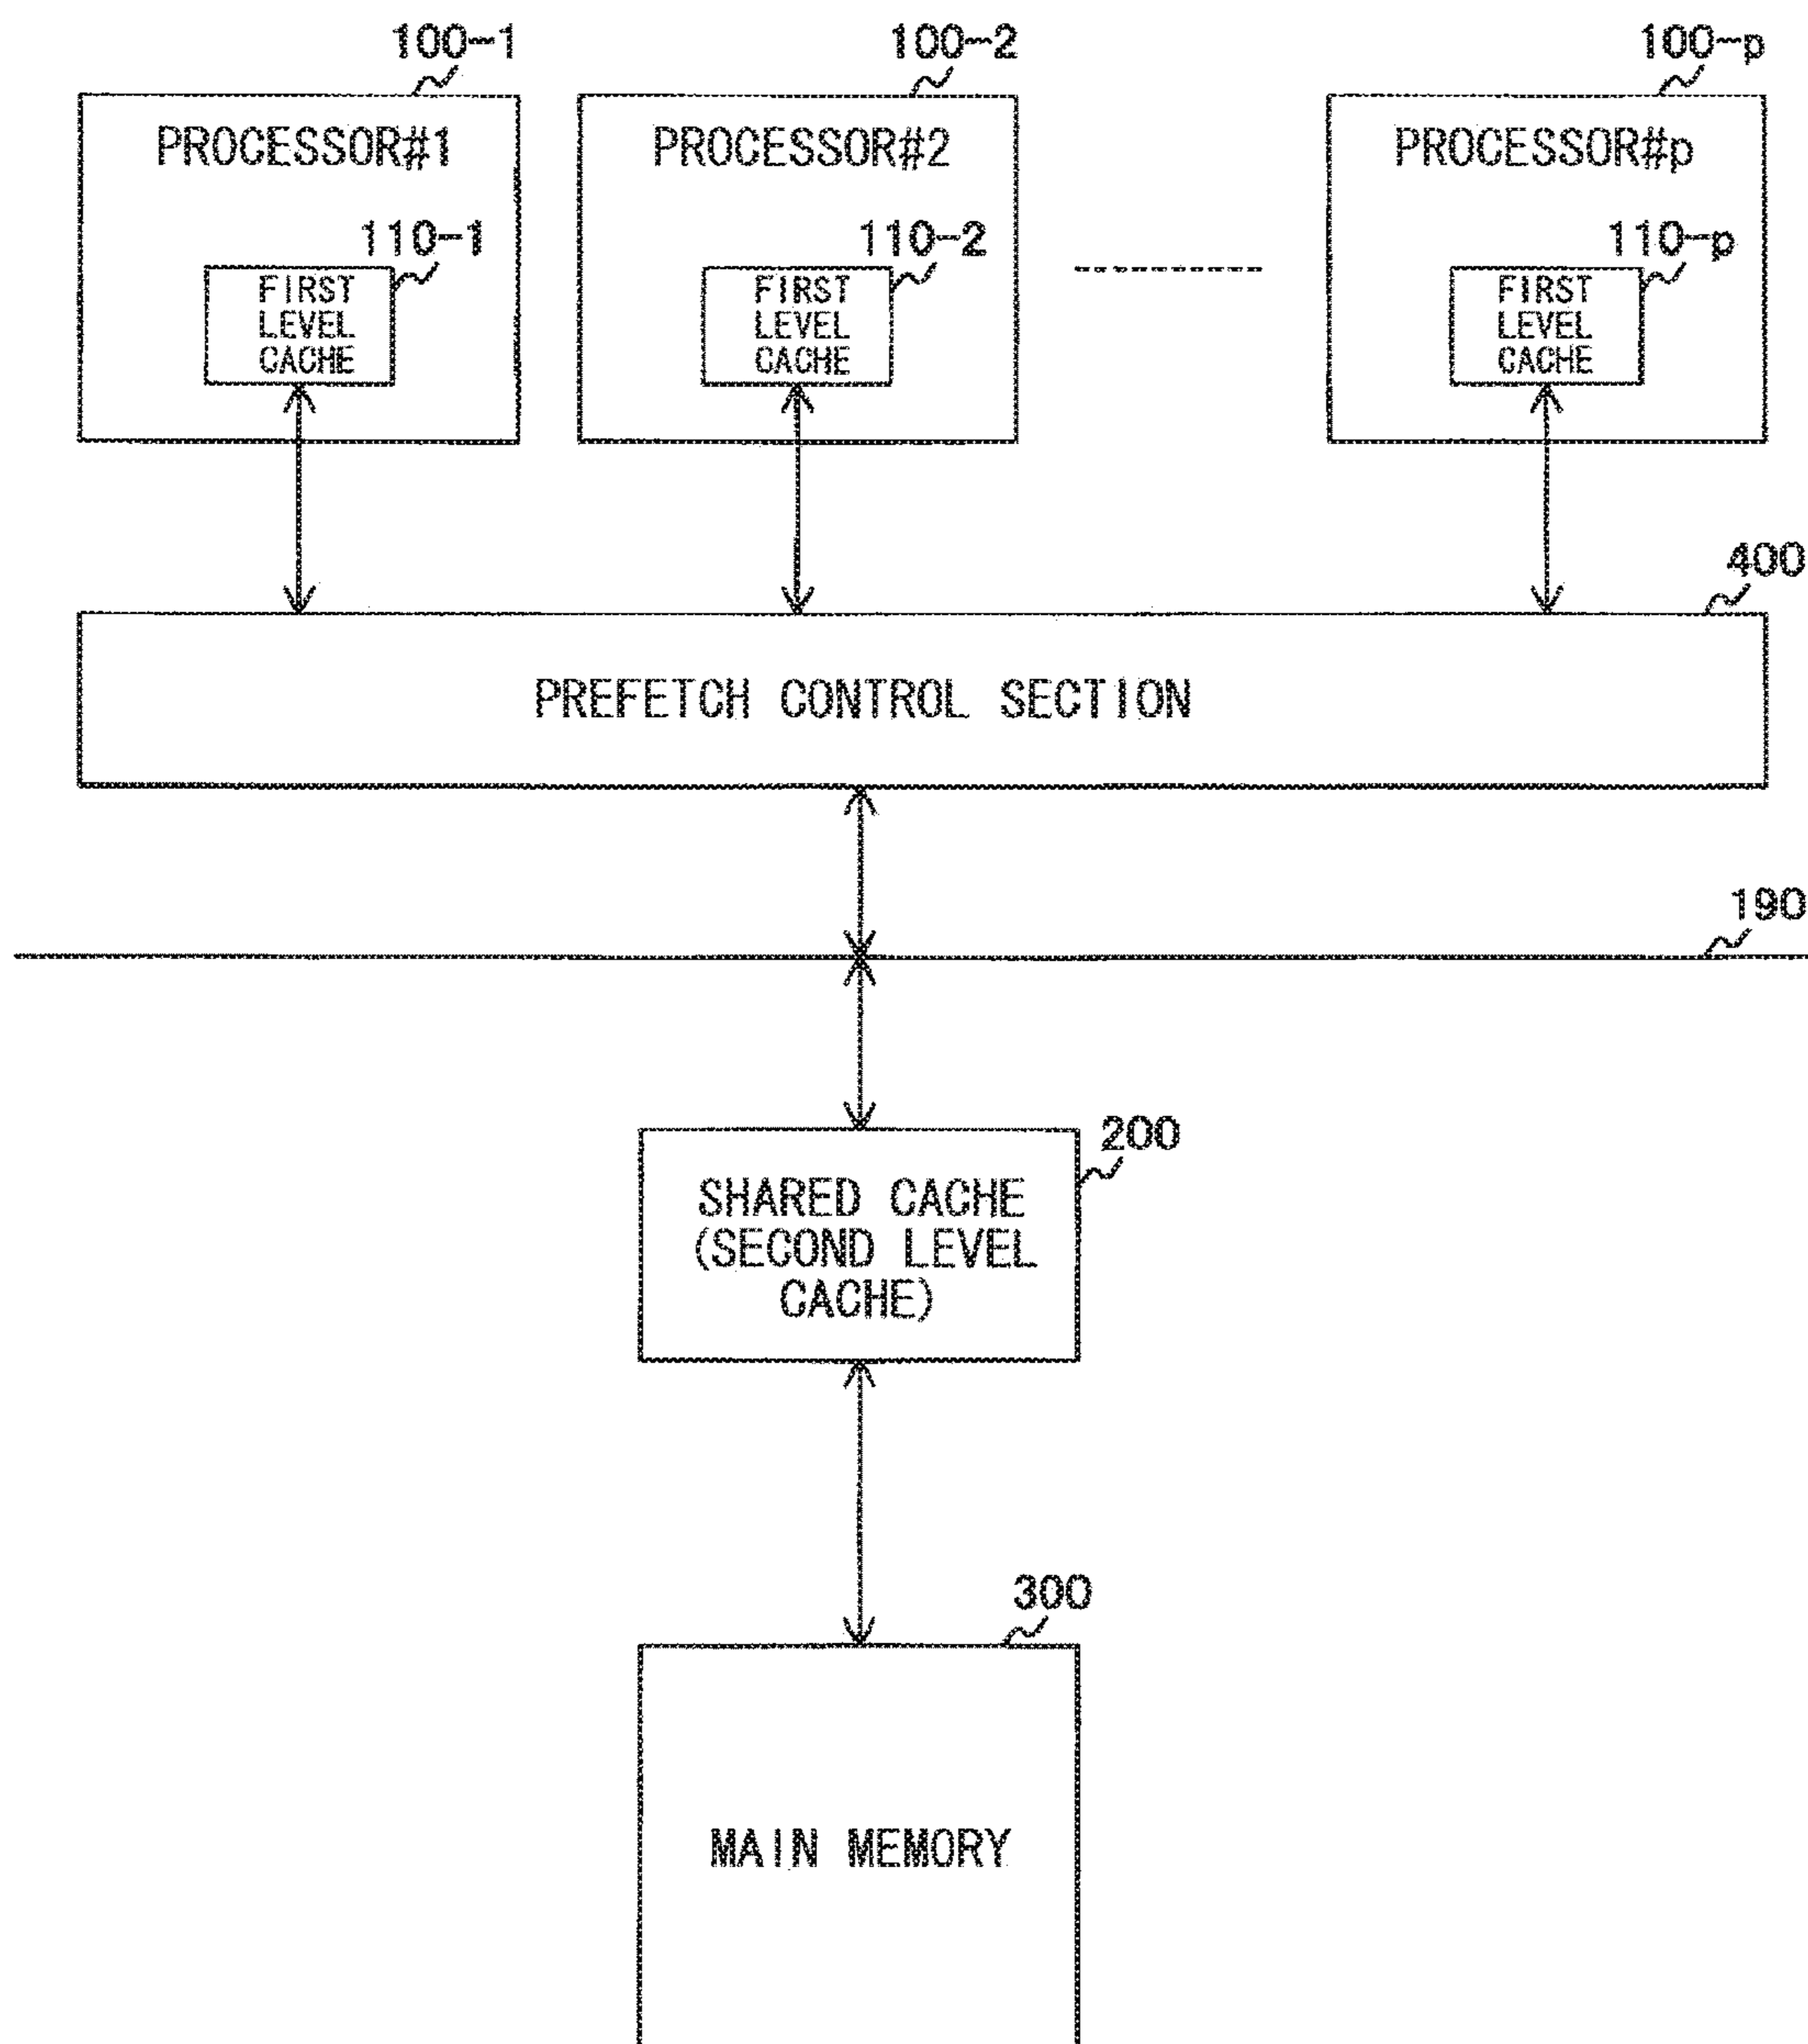 100-1
100-2
100-p
PROCESSOR#1
PROCESSOR#2
PROCESSOR#p
110-1
110-2
110-p
FIRST
LEVEL
CACHE
FIRST
LEVEL
CACHE
FIRST
LEVEL
CACHE
400
PREFETCH CONTROL SECTION
190
200
SHARED CACHE
(SECOND LEVEL
CACHE)
300
MAIN MEMORY